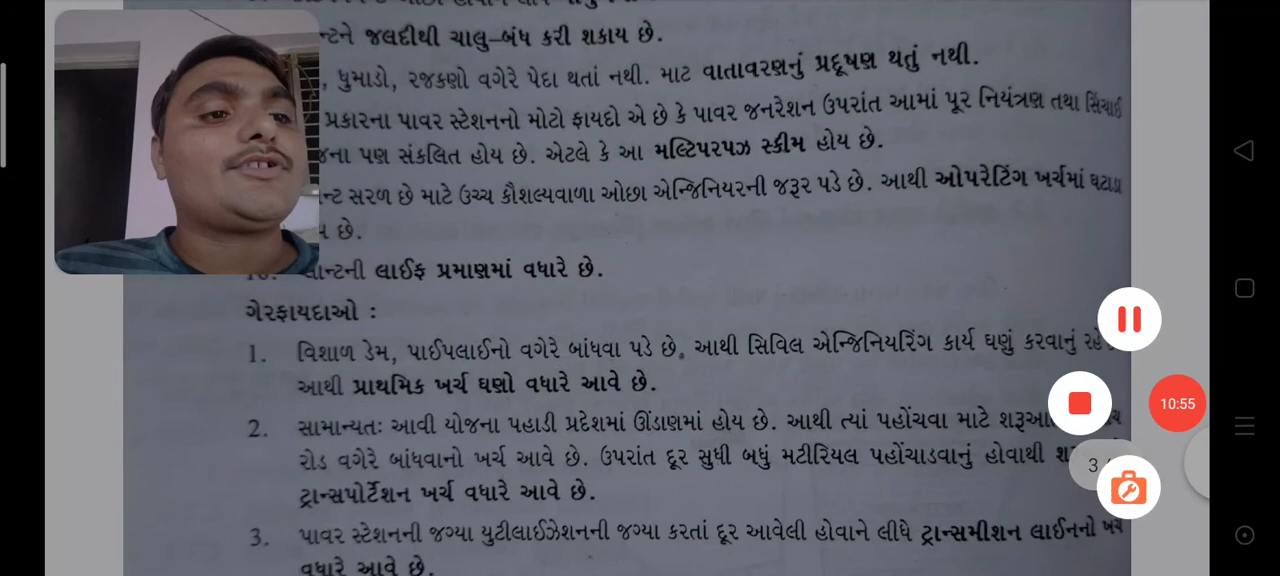 ન્ટને જલદીથી ચાલુ–બંધ કરી શકાય છે.
, ધુમાડો, રજકણો વગેરે પેદા થતાં નથી. માટે વાતાવરણનું પ્રદૂષણ થતું નથી.
પ્રકારના પાવર સ્ટેશનનો મોટો ફાયદો એ છે કે પાવર જનરેશન ઉપરાંત આમાં પૂર નિયંત્રણ તથા સિંચાઈ
જના પણ સંકલિત હોય છે. એટલે કે આ મલ્ટિપરપઝ સ્કીમ હોય છે.
ન્ટ સરળ છે માટે ઉચ્ચ કૌશલ્યવાળા ઓછા એન્જિનિયરની જરૂર પડે છે. આથી ઓપરેટિંગ ખર્ચમાં ઘટાડા
ય છે.
લાન્ટની લાઈફ પ્રમાણમાં વધારે છે.
ગેરફાયદાઓ :
1. વિશાળ ડેમ, પાઈપલાઈનો વગેરે બાંધવા પડે છે. આથી સિવિલ એન્જિનિયરિંગ કાર્ય ઘણું કરવાનું રહે
આથી પ્રાથમિક ખર્ચ ઘણો વધારે આવે છે.
2. સામાન્યતઃ આવી યોજના પહાડી પ્રદેશમાં ઊંડાણમાં હોય છે. આથી ત્યાં પહોંચવા માટે
રોડ વગેરે બાંધવાનો ખર્ચ આવે છે. ઉપરાંત દૂર સુધી બધું મટીરિયલ પહોંચાડવાનું હોવાથી
ટ્રાન્સપોર્ટેશન ખર્ચ વધારે આવે છે.
3. પાવર સ્ટેશનની જગ્યા યુટીલાઈઝેશનની જગ્યા કરતાં દૂર આવેલી હોવાને લીધે ટ્રાન્સમીશન લાઈનનો ખર્ચ
વધારે આવે છે.
10:55
3